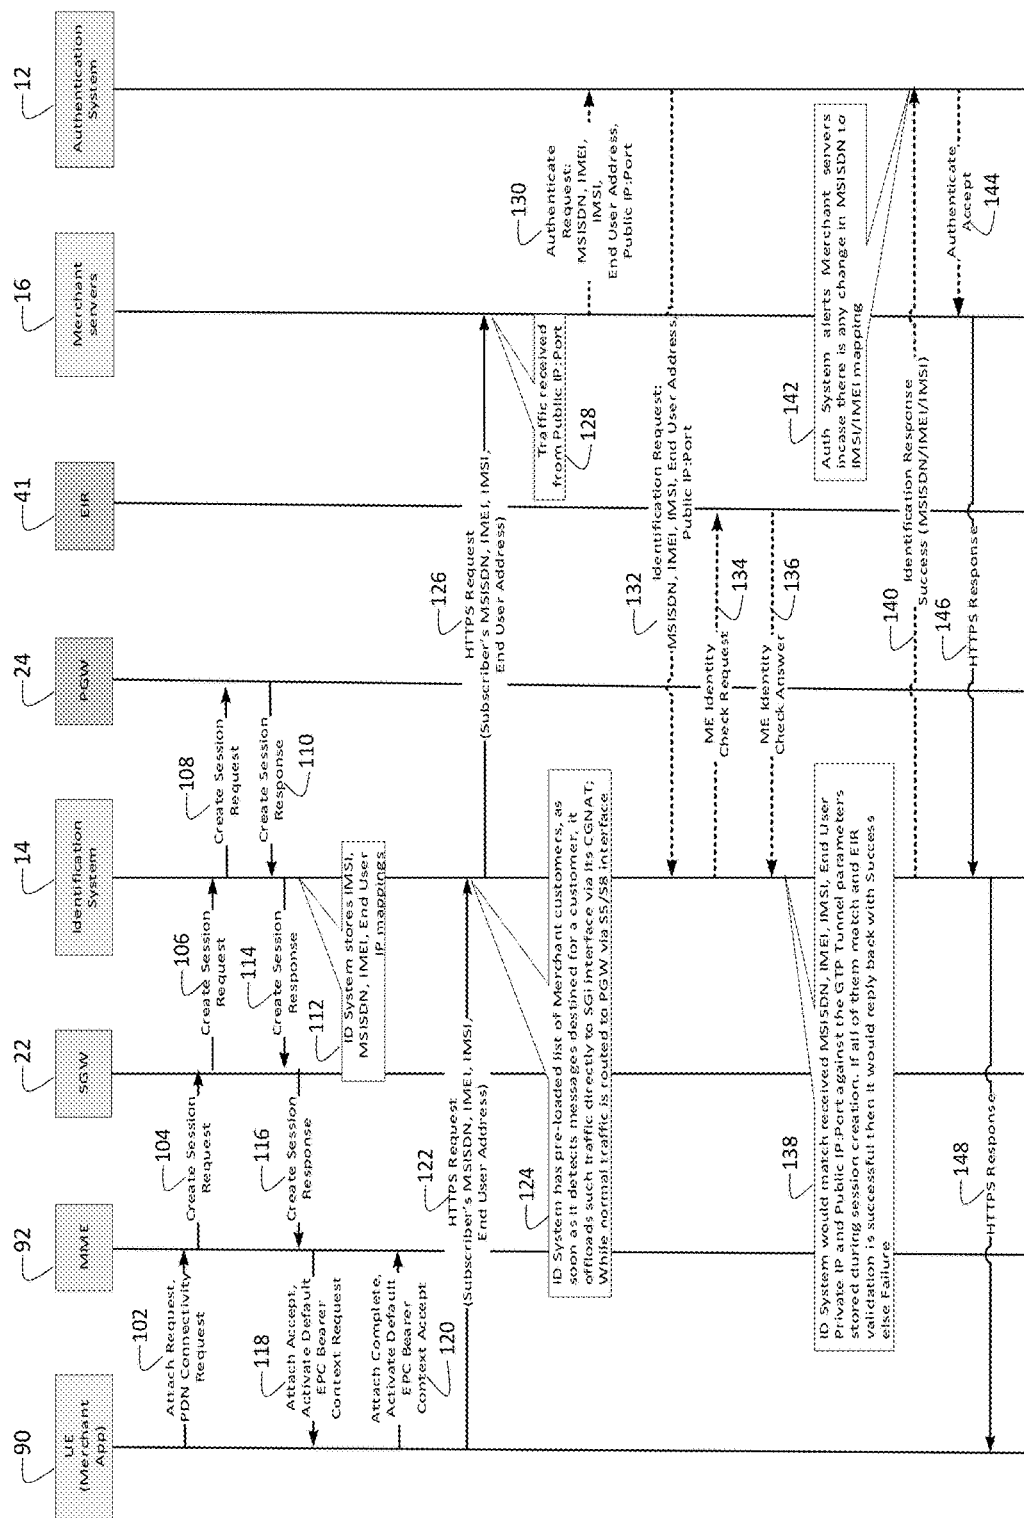 90
UE
(Merchant
App)
92
MME
22
SGW
14
Identification
System
24
PGW
41
EIR
16
Merchant
servers
12
Authentication
System
102
Attach Request,
PDN Connectivity
Request
104
Create Session
Request
106
Create Session
Request
108
Create Session
Request
110
Create Session
Response
112
ID System stores IMSI,
MSISDN, IMEI, End User
IP mappings
114
Create Session
Response
116
Create Session
Response
118
Attach Accept,
Activate Default
EPC Bearer
Context Request
Attach Complete,
Activate Default
EPC Bearer
Context Accept
120
122
HTTPS Request
(Subscriber's MSISDN, IMEI, IMSI,
End User Address)
124
ID System has pre-loaded list of Merchant customers, as
soon as it detects messages destined for a customer, it
offloads such traffic directly to SGi interface via its CGNAT;
While normal traffic is routed to PGW via S5/S8 interface
126
HTTPS Request
(Subscriber's MSISDN, IMEI, IMSI,
End User Address)
Traffic received
from Public IP:Port
128
130
Authenticate
Request:
MSISDN, IMEI,
IMSI,
End User Address,
Public IP:Port
132
Identification Request:
MSISDN, IMEI, IMSI, End User Address,
Public IP:Port
ME Identity
Check Request
134
ME Identity
Check Answer
136
138
ID System would match received MSISDN, IMEI, IMSI, End User
Private IP and Public IP:Port against the GTP Tunnel parameters
stored during session creation. If all of them match and EIR
validation is successful then it would reply back with Success
else Failure
142
Auth System alerts Merchant servers
incase there is any change in MSISDN to
IMSI/IMEI mapping
140
Identification Response
Success (MSISDN/IMEI/IMSI)
Authenticate
Accept
144
146
HTTPS Response
148
HTTPS Response